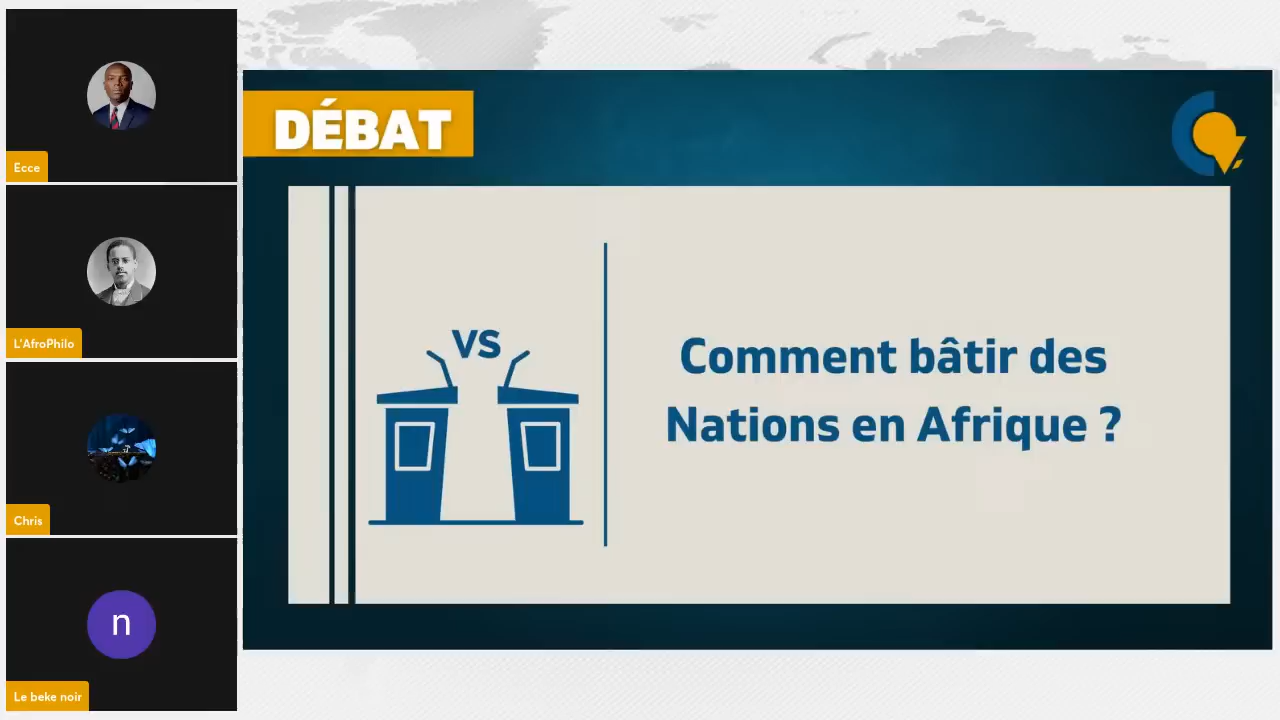 Ecce
L'AfroPhilo
Chris
n
Le beke noir
DÉBAT
VS
Comment bâtir des
Nations en Afrique ?